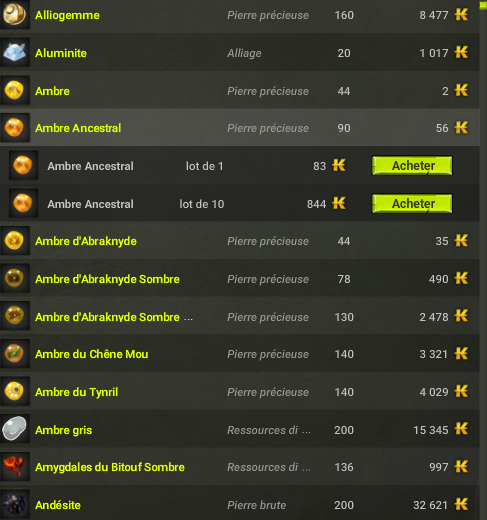 Alliogemme Pierre précieuse 160 8 477
Aluminite Alliage 20 1 017
Ambre Pierre précieuse 44 2
Ambre Ancestral Pierre précieuse 90 56
Ambre Ancestral lot de 1 83 Acheter
Ambre Ancestral lot de 10 844 Acheter
Ambre d'Abraknyde Pierre précieuse 44 35
Ambre d'Abraknyde Sombre Pierre précieuse 78 490
Ambre d'Abraknyde Sombre ... Pierre précieuse 130 2 478
Ambre du Chêne Mou Pierre précieuse 140 3 321
Ambre du Tynril Pierre précieuse 140 4 029
Ambre gris Ressources di ... 200 15 345
Amygdales du Bitouf Sombre Ressources di ... 136 997
Andésite Pierre brute 200 32 621